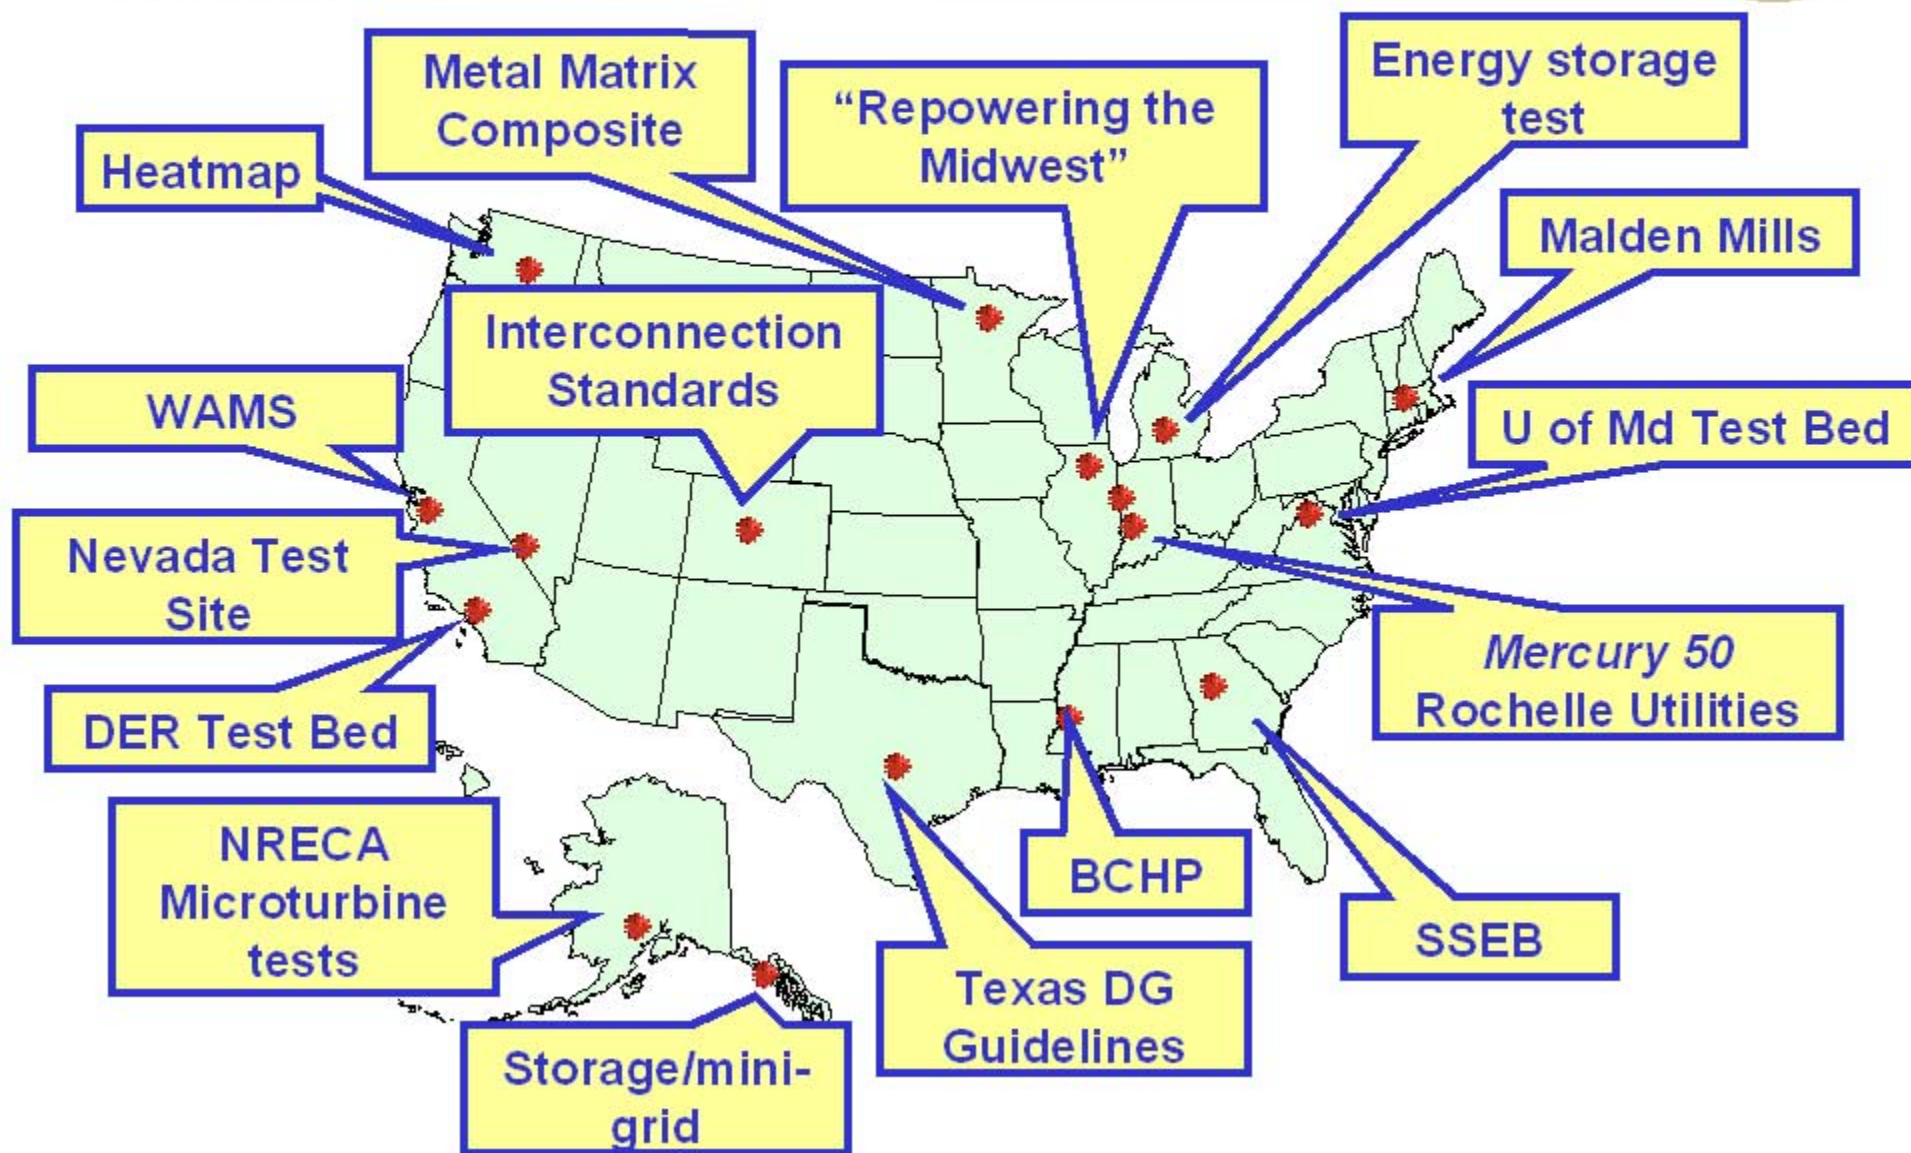 Metal Matrix
Composite
"Repowering the
Midwest"
Energy storage
test
Heatmap
Malden Mills
Interconnection
Standards
WAMS
U of Md Test Bed
Nevada Test
Site
Mercury 50
Rochelle Utilities
DER Test Bed
NRECA
Microturbine
tests
BCHP
SSEB
Texas DG
Guidelines
Storage/mini-
grid